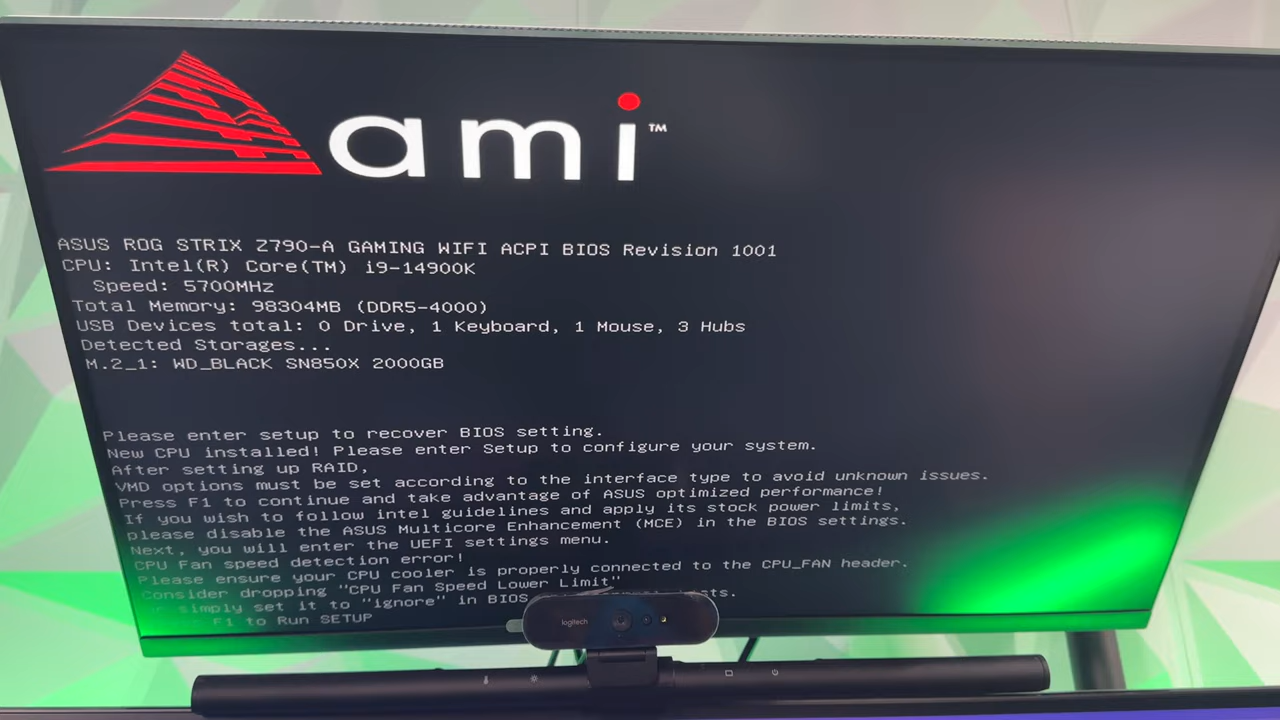 ami™
ASUS ROG STRIX Z790-A GAMING WIFI ACPI BIOS Revision 1001
CPU: Intel(R) Core(TM) i9-14900K
Speed: 5700MHz
Total Memory: 98304MB (DDR5-4000)
USB Devices total: 0 Drive, 1 Keyboard, 1 Mouse, 3 Hubs
Detected Storages...
M.2_1: WD_BLACK SN850X 2000GB
Please enter setup to recover BIOS setting.
New CPU installed! Please enter Setup to configure your system.
After setting up RAID,
VMD options must be set according to the interface type to avoid unknown issues.
Press F1 to continue and take advantage of ASUS optimized performance!
If you wish to follow intel guidelines and apply its stock power limits,
please disable the ASUS Multicore Enhancement (MCE) in the BIOS settings.
Next, you will enter the UEFI settings menu.
CPU Fan speed detection error!
Please ensure your CPU cooler is properly connected to the CPU_FAN header.
Consider dropping "CPU Fan Speed Lower Limit"
simply set it to "ignore" in BIOS
F1 to Run SETUP
logitech